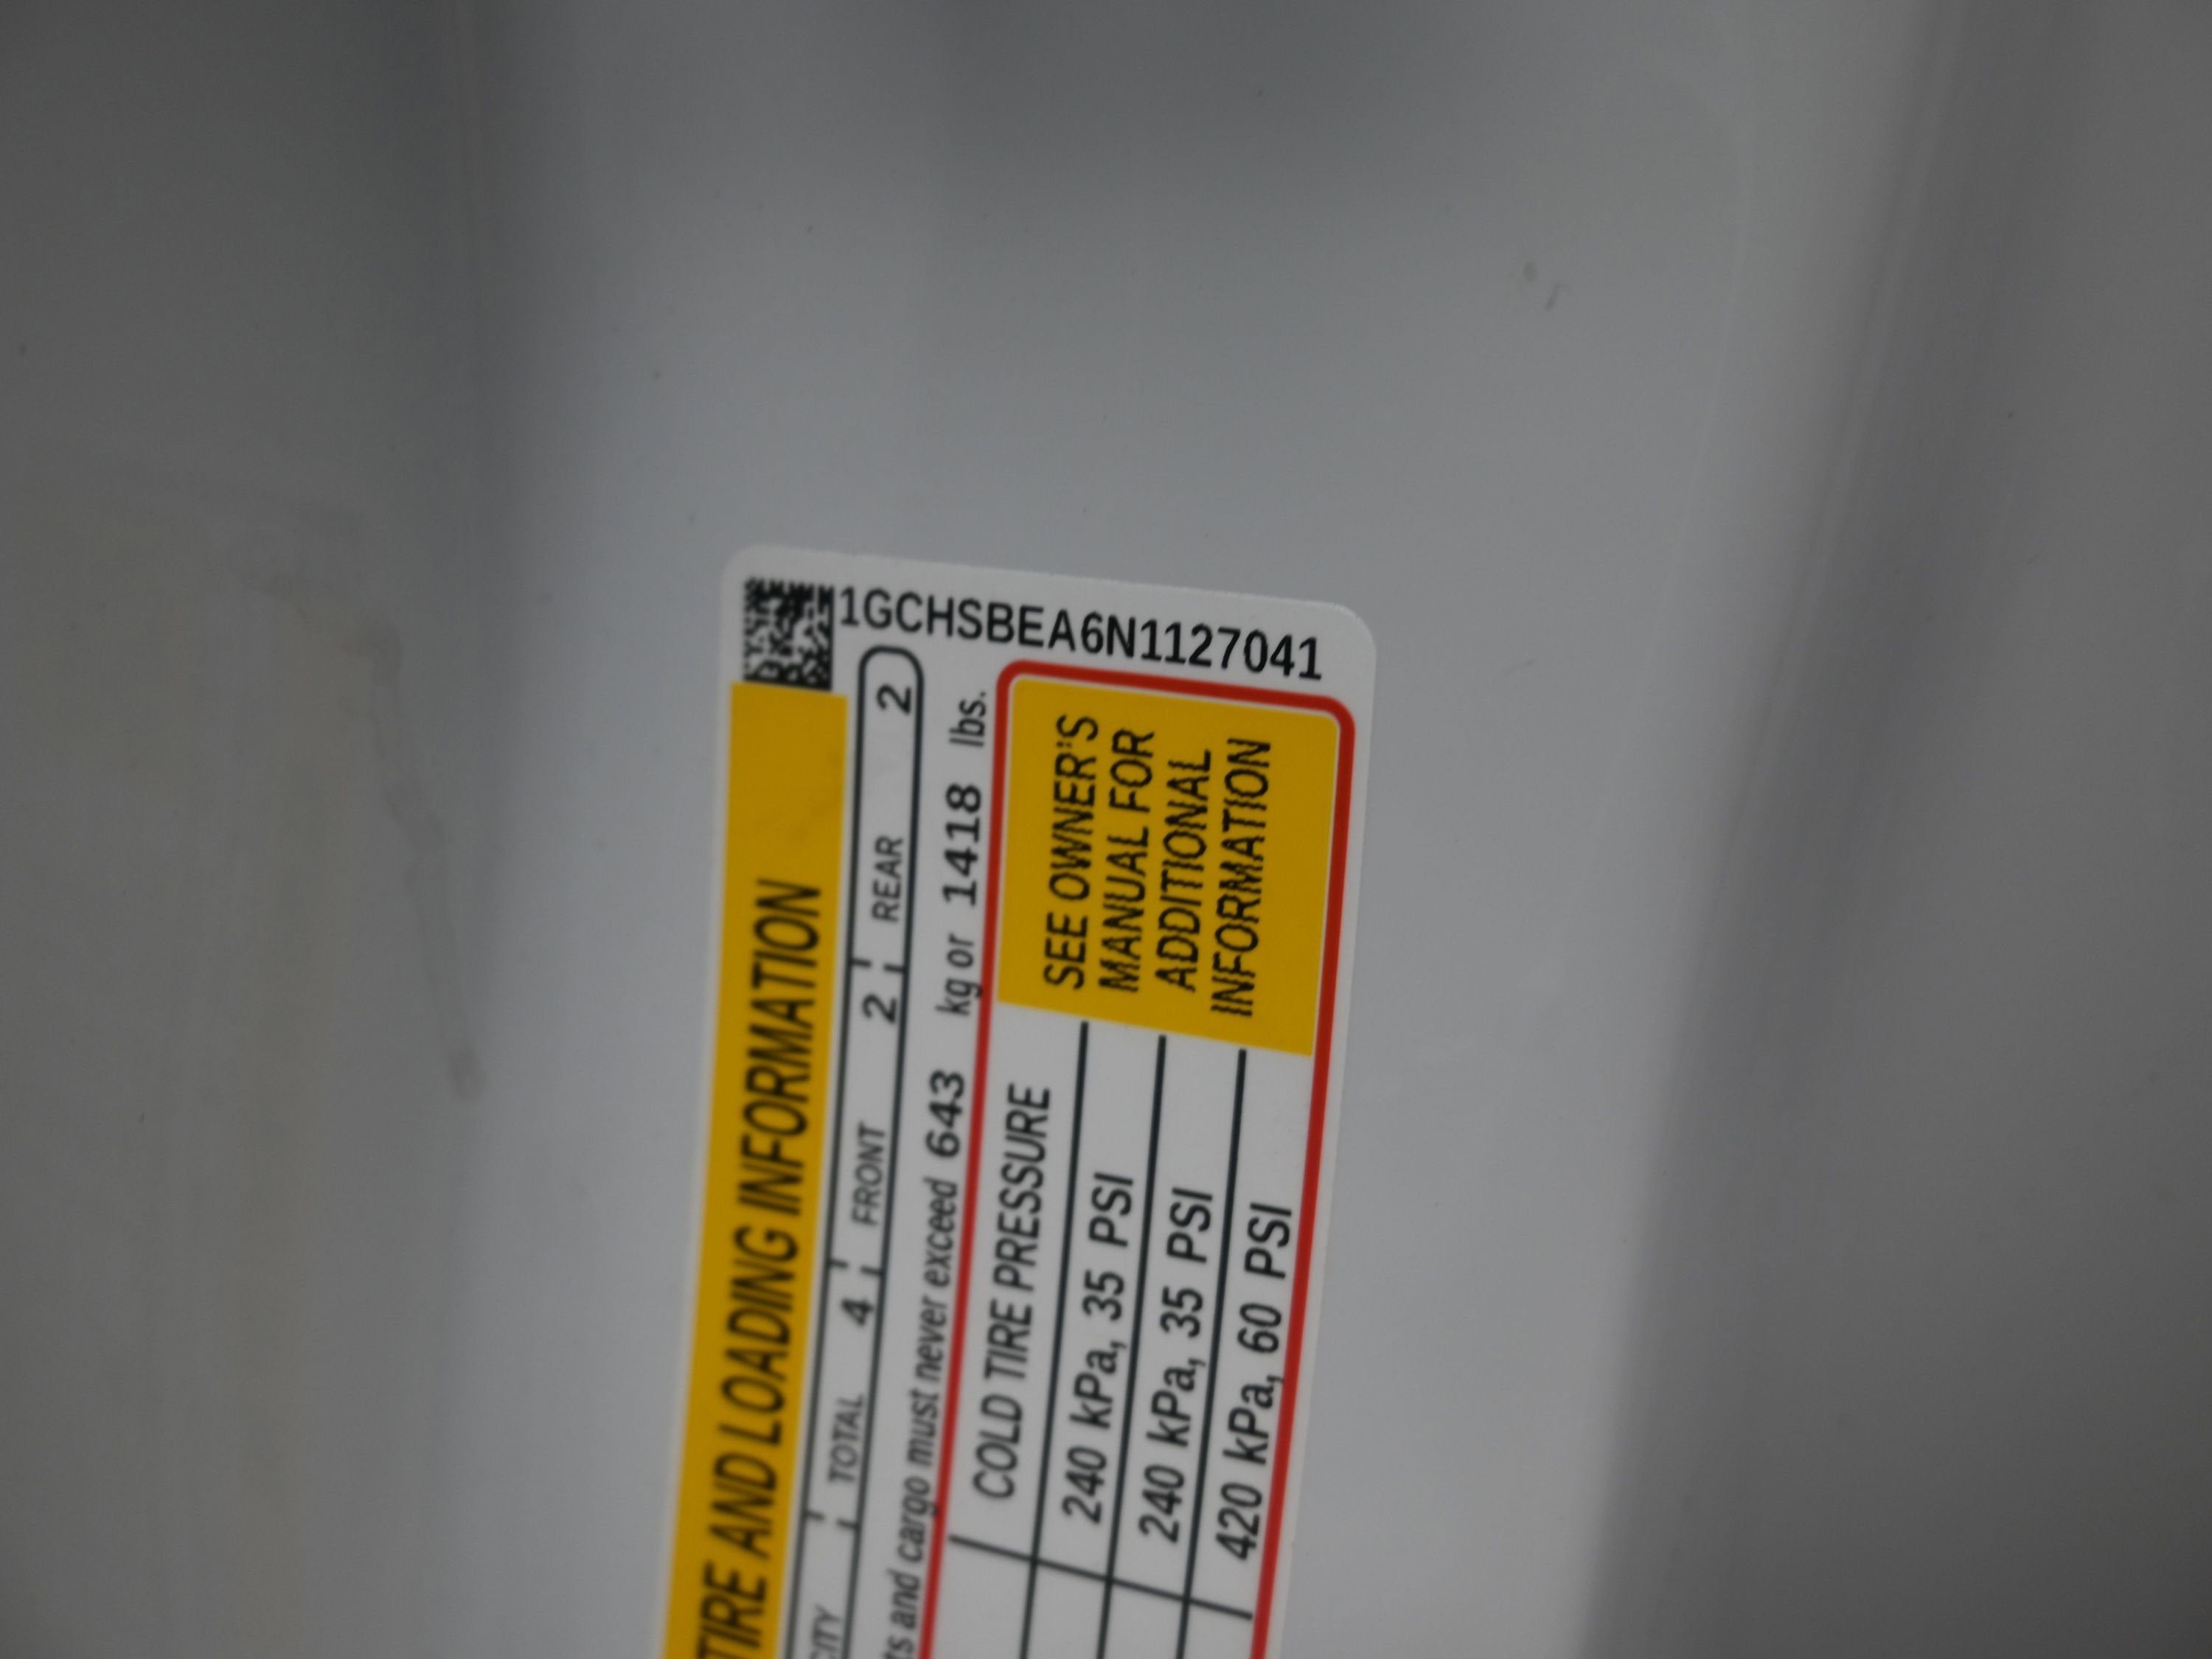 1GCHSBEA6N1127041
TIRE AND LOADING INFORMATION
TOTAL 4 FRONT 2 REAR 2
and cargo must never exceed 643 kg or 1418 lbs.
COLD TIRE PRESSURE
240 kPa, 35 PSI
240 kPa, 35 PSI
420 kPa, 60 PSI
SEE OWNER'S
MANUAL FOR
ADDITIONAL
INFORMATION